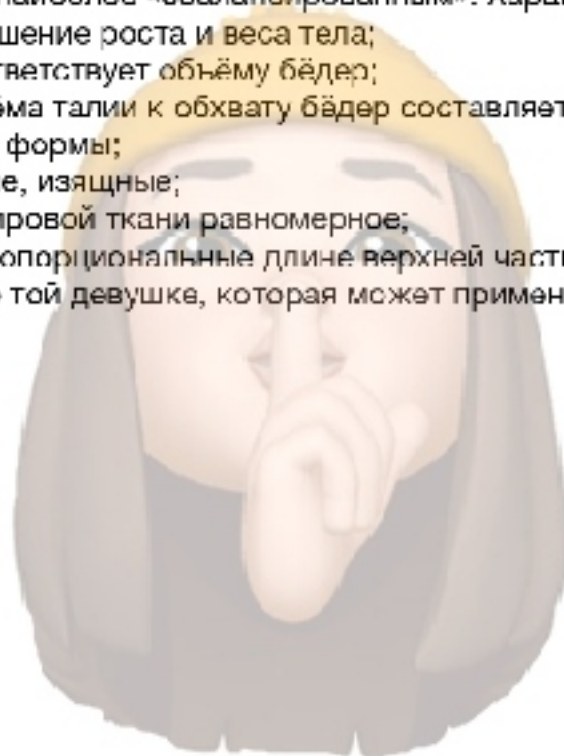 наиболее «сбалансированным». Хара
шение роста и веса тела;
тветствует объёму бёдер;
ма талии к обхвату бёдер составляет
формы;
е, изящные;
ировой ткани равномерное;
опорциональные длине верхней част
той девушке, которая может примен